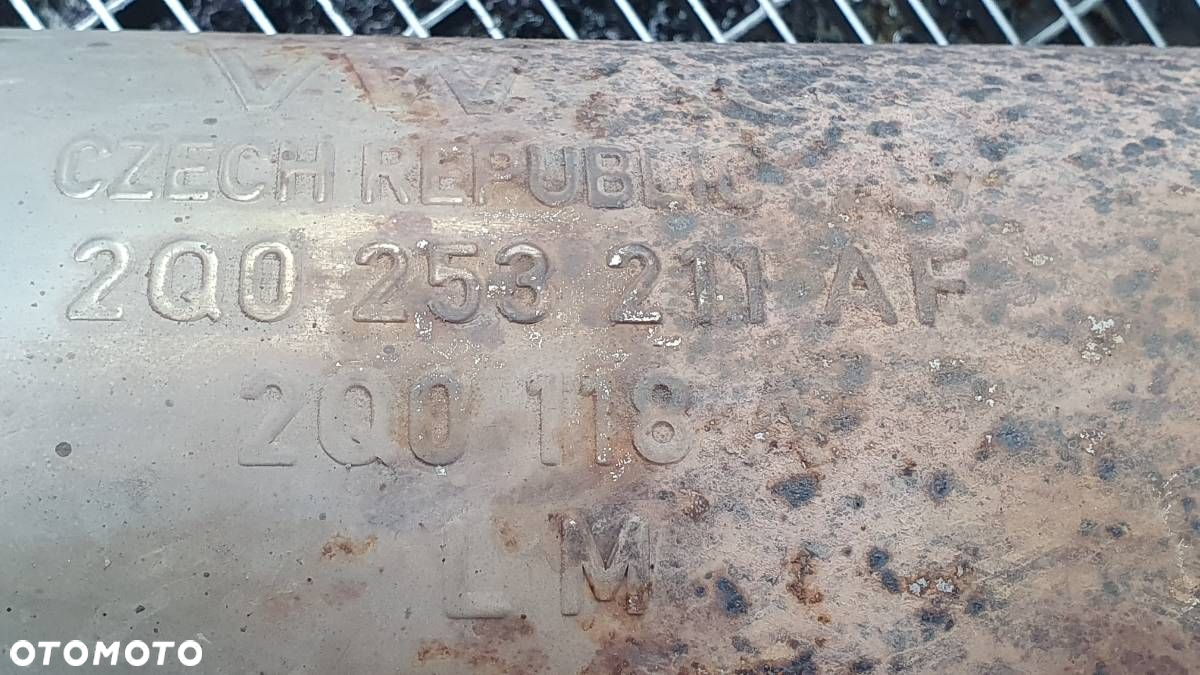 CZECH REPUBLIC
2Q0 253 211 AF
2Q0 118
LM
OTOMOTO